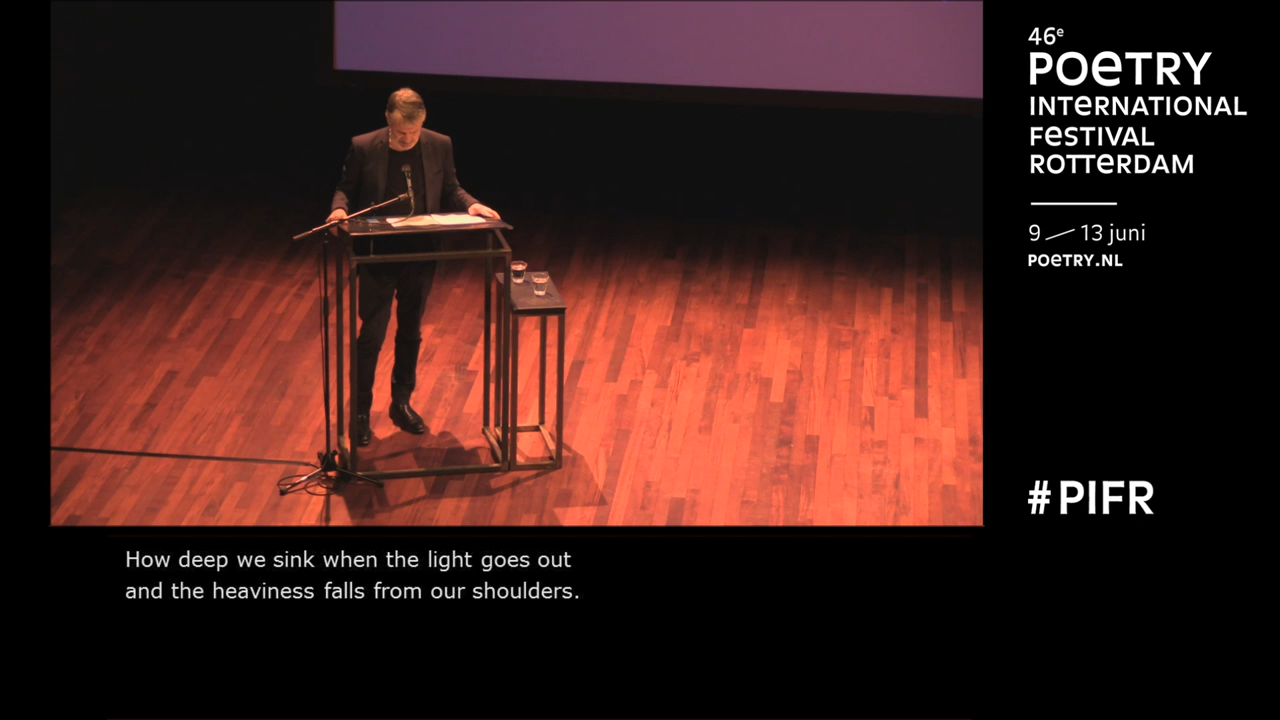 46e
POeTRY
INTeRNATIONAL
FeSTIVAL
ROTTeRDAM
9 — 13 juni
POeTRY.NL
#PIFR
How deep we sink when the light goes out
and the heaviness falls from our shoulders.